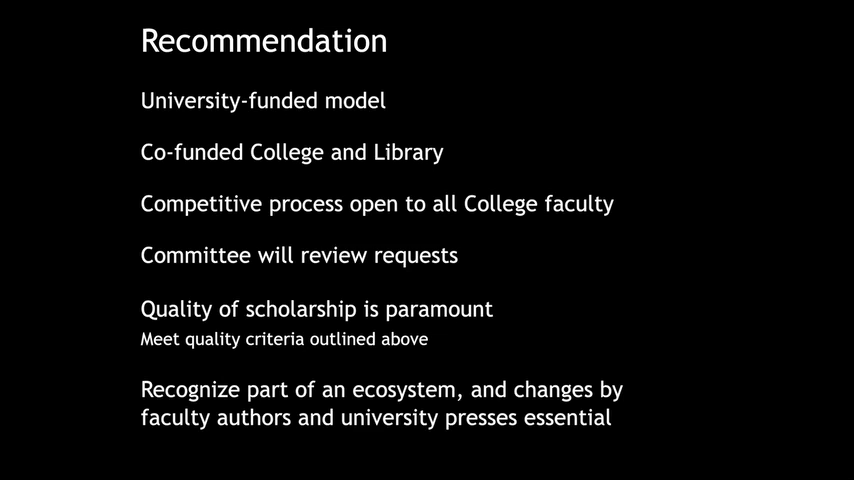 Recommendation
University-funded model
Co-funded College and Library
Competitive process open to all College faculty
Committee will review requests
Quality of scholarship is paramount
Meet quality criteria outlined above
Recognize part of an ecosystem, and changes by
faculty authors and university presses essential